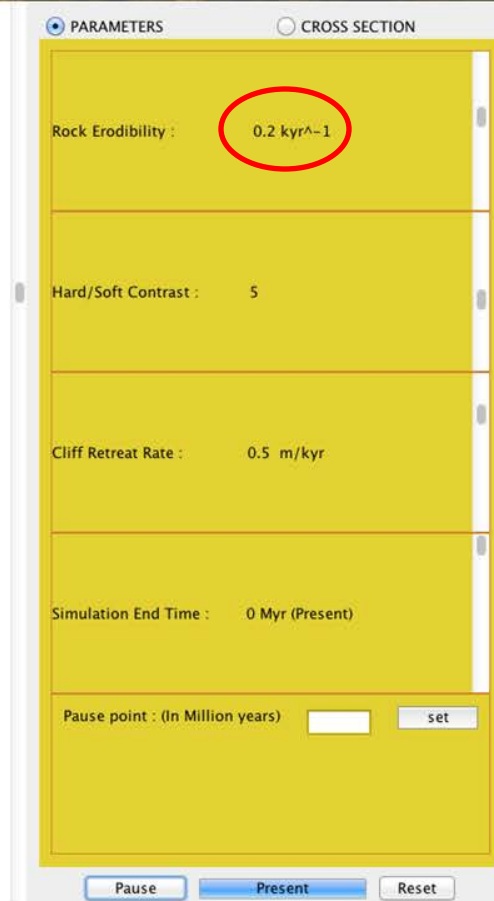 PARAMETERS CROSS SECTION
Rock Erodibility : 0.2 kyr^-1
Hard/Soft Contrast : 5
Cliff Retreat Rate : 0.5 m/kyr
Simulation End Time : 0 Myr (Present)
Pause point : (In Million years) set
Pause Present Reset